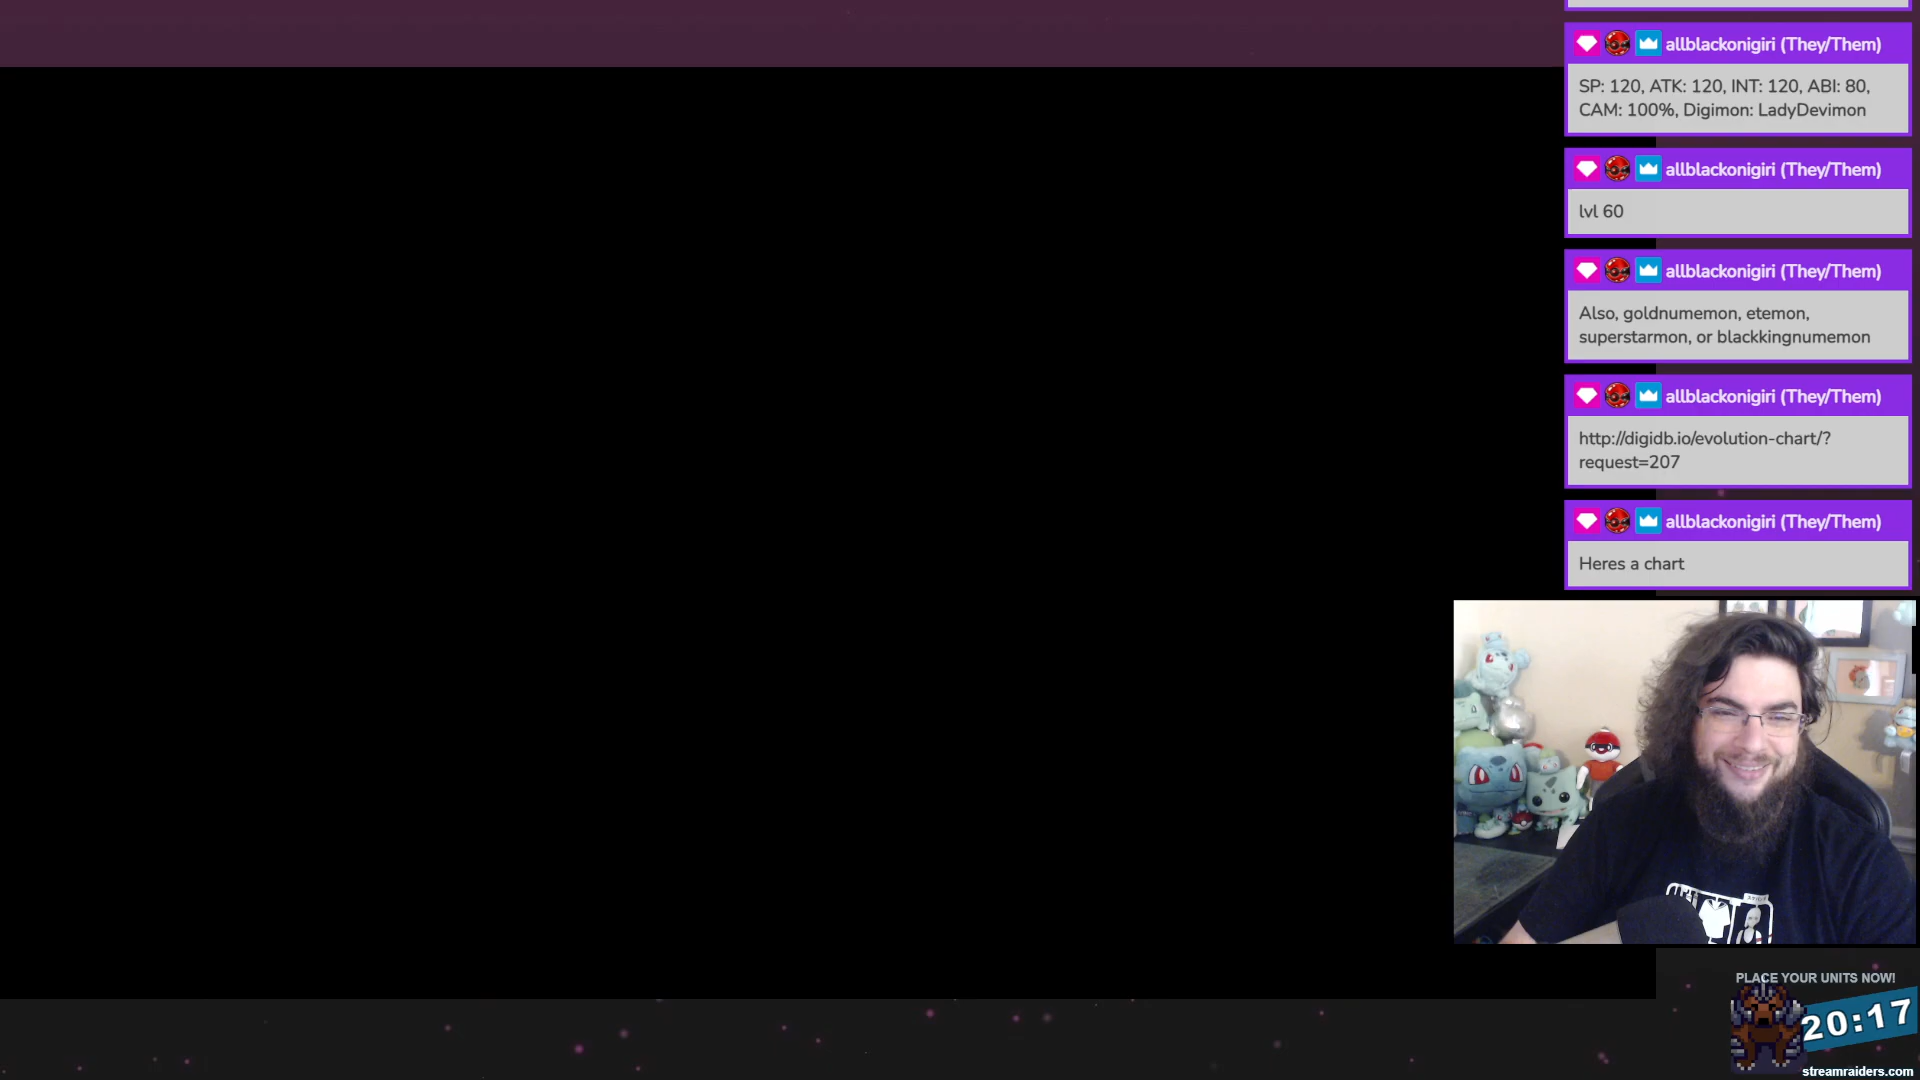 allblackonigiri (They/Them)
SP: 120, ATK: 120, INT: 120, ABI: 80,
CAM: 100%, Digimon: LadyDevimon
allblackonigiri (They/Them)
lvl 60
allblackonigiri (They/Them)
Also, goldnumemon, etemon,
superstarmon, or blackkingnumemon
allblackonigiri (They/Them)
http://digidb.io/evolution-chart/?
request=207
allblackonigiri (They/Them)
Heres a chart
PLACE YOUR UNITS NOW!
20:17
streamraiders.com